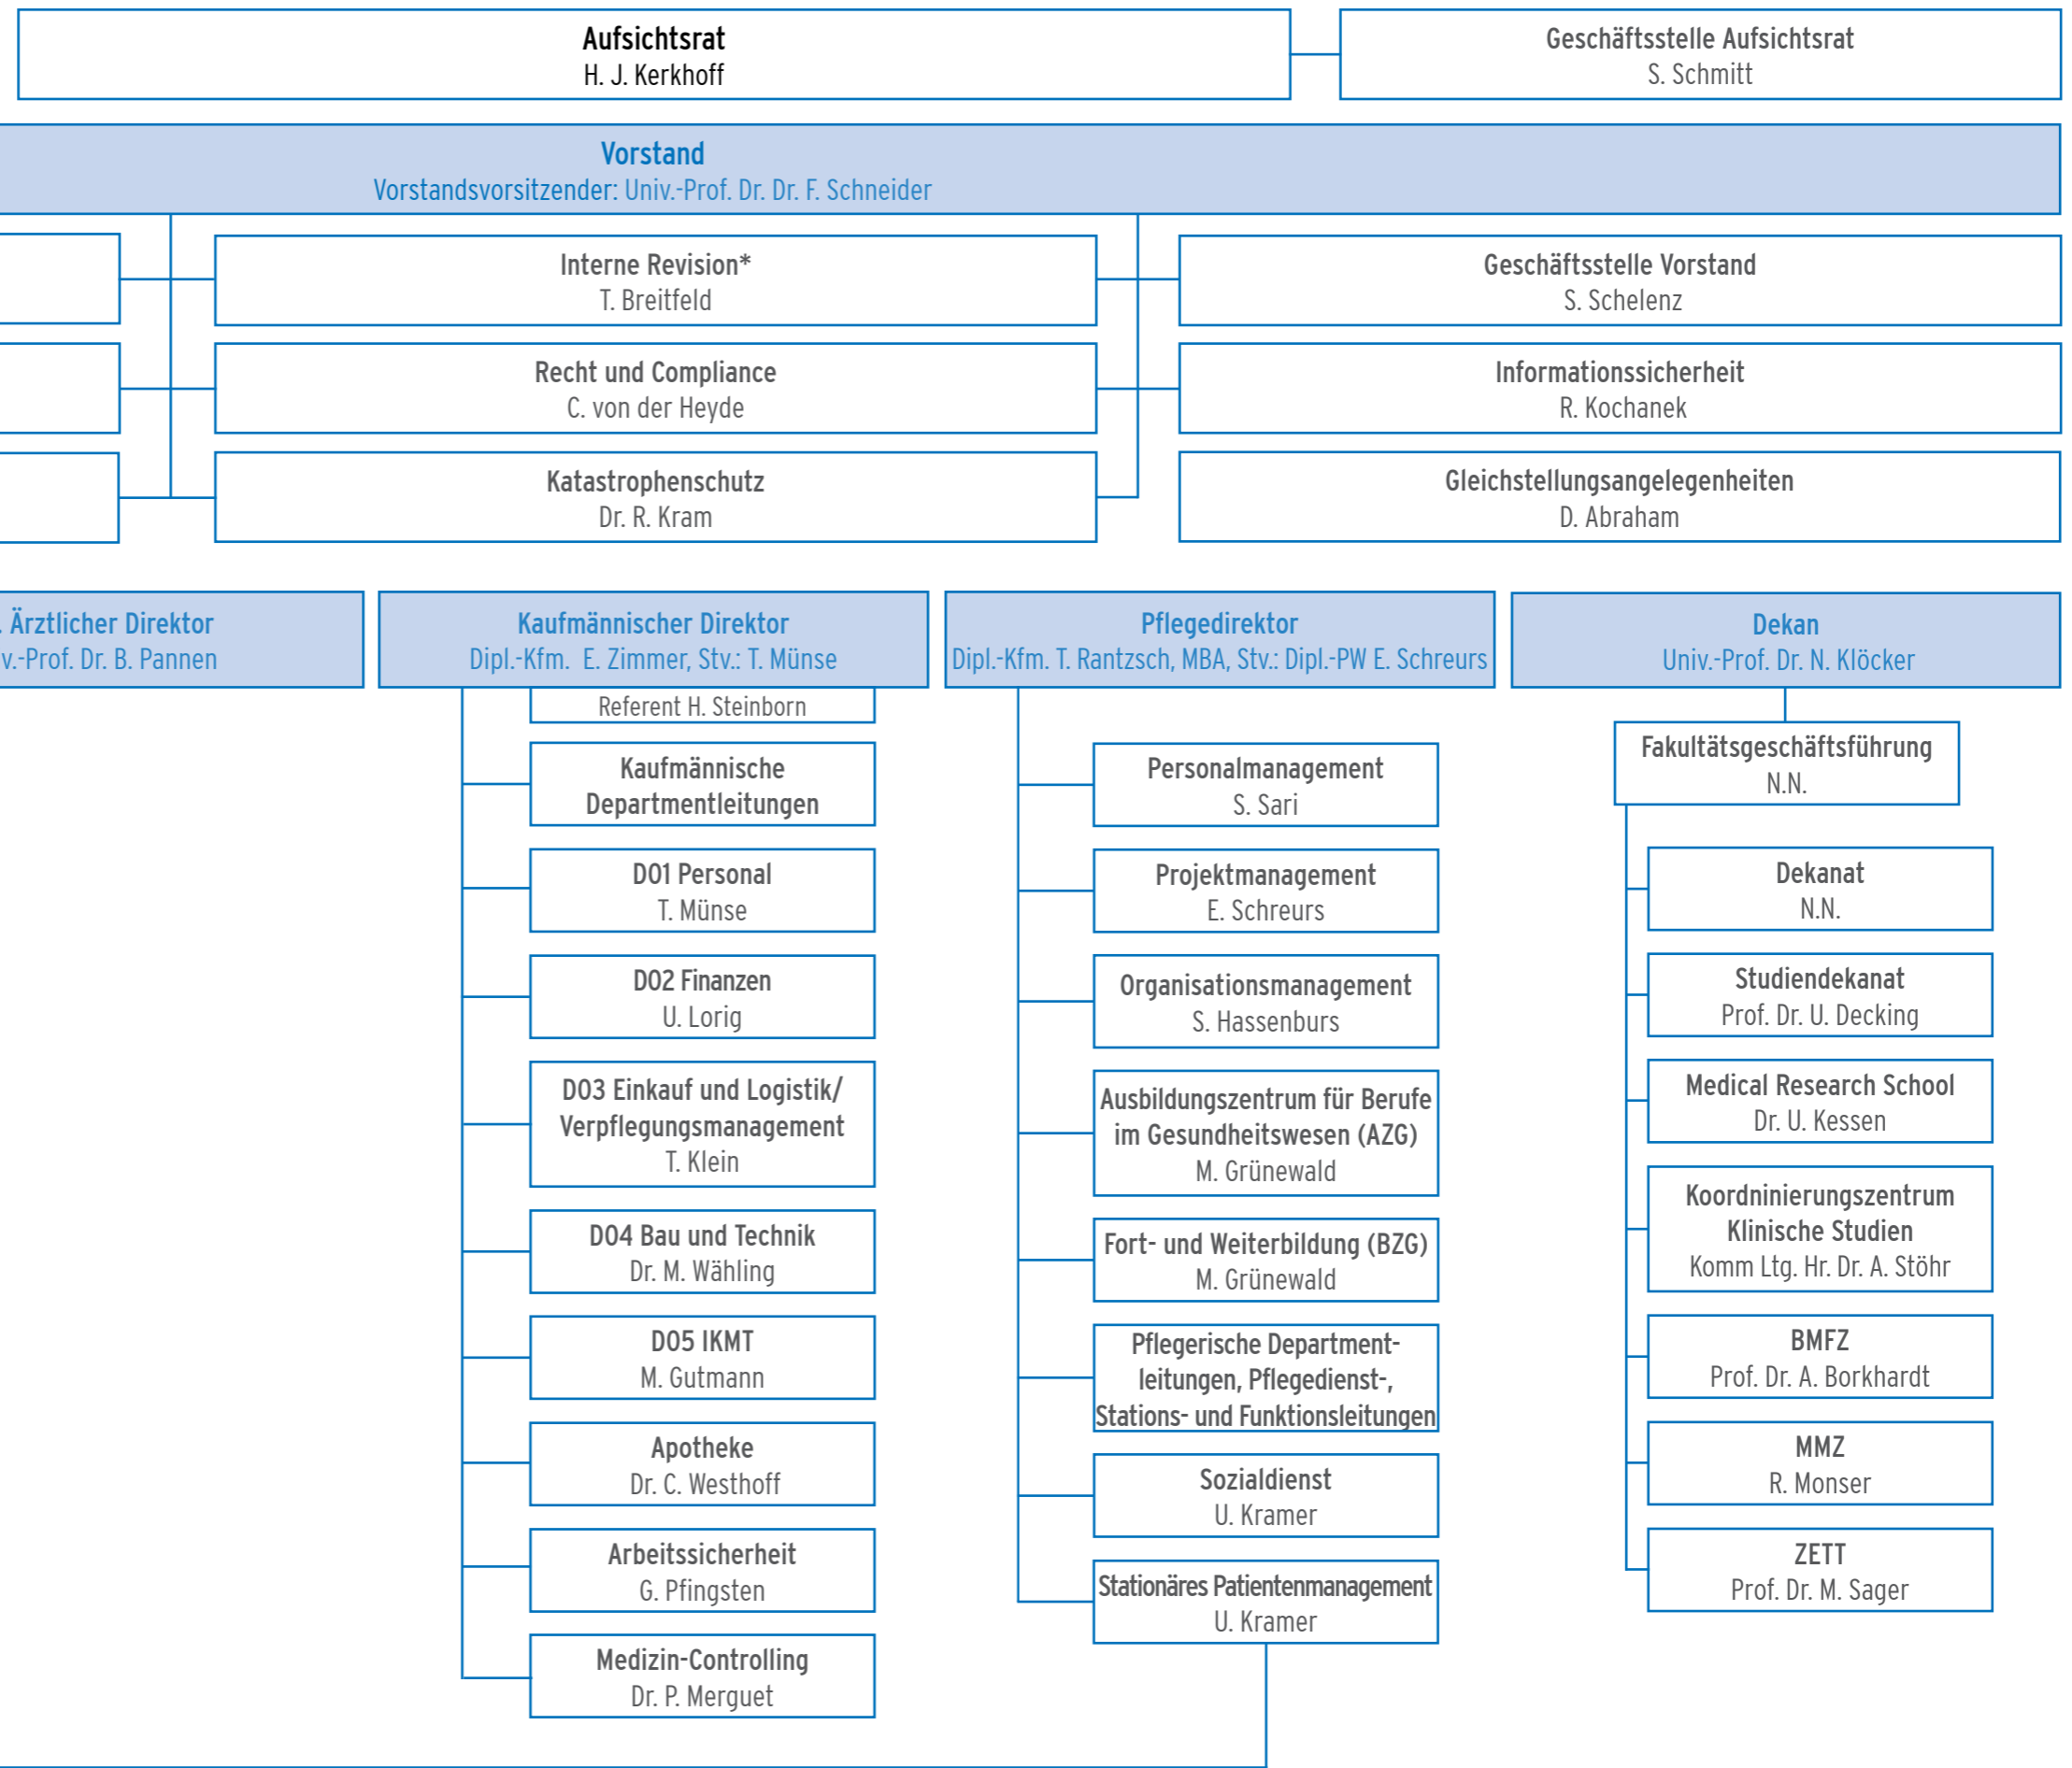 Aufsichtsrat
H. J. Kerkhoff
Geschäftsstelle Aufsichtsrat
S. Schmitt
Vorstand
Vorstandsvorsitzender: Univ.-Prof. Dr. Dr. F. Schneider
Interne Revision*
T. Breitfeld
Geschäftsstelle Vorstand
S. Schelenz
Recht und Compliance
C. von der Heyde
Informationssicherheit
R. Kochanek
Katastrophenschutz
Dr. R. Kram
Gleichstellungsangelegenheiten
D. Abraham
. Ärztlicher Direktor
v.-Prof. Dr. B. Pannen
Kaufmännischer Direktor
Dipl.-Kfm. E. Zimmer, Stv.: T. Münse
Referent H. Steinborn
Kaufmännische
Departmentleitungen
D01 Personal
T. Münse
D02 Finanzen
U. Lorig
D03 Einkauf und Logistik/
Verpflegungsmanagement
T. Klein
D04 Bau und Technik
Dr. M. Wähling
D05 IKMT
M. Gutmann
Apotheke
Dr. C. Westhoff
Arbeitssicherheit
G. Pfingsten
Medizin-Controlling
Dr. P. Merguet
Pflegedirektor
Dipl.-Kfm. T. Rantzsch, MBA, Stv.: Dipl.-PW E. Schreurs
Personalmanagement
S. Sari
Projektmanagement
E. Schreurs
Organisationsmanagement
S. Hassenburs
Ausbildungszentrum für Berufe
im Gesundheitswesen (AZG)
M. Grünewald
Fort- und Weiterbildung (BZG)
M. Grünewald
Pflegerische Department-
leitungen, Pflegedienst-,
Stations- und Funktionsleitungen
Sozialdienst
U. Kramer
Stationäres Patientenmanagement
U. Kramer
Dekan
Univ.-Prof. Dr. N. Klöcker
Fakultätsgeschäftsführung
N.N.
Dekanat
N.N.
Studiendekanat
Prof. Dr. U. Decking
Medical Research School
Dr. U. Kessen
Koordninierungszentrum
Klinische Studien
Komm Ltg. Hr. Dr. A. Stöhr
BMFZ
Prof. Dr. A. Borkhardt
MMZ
R. Monser
ZETT
Prof. Dr. M. Sager